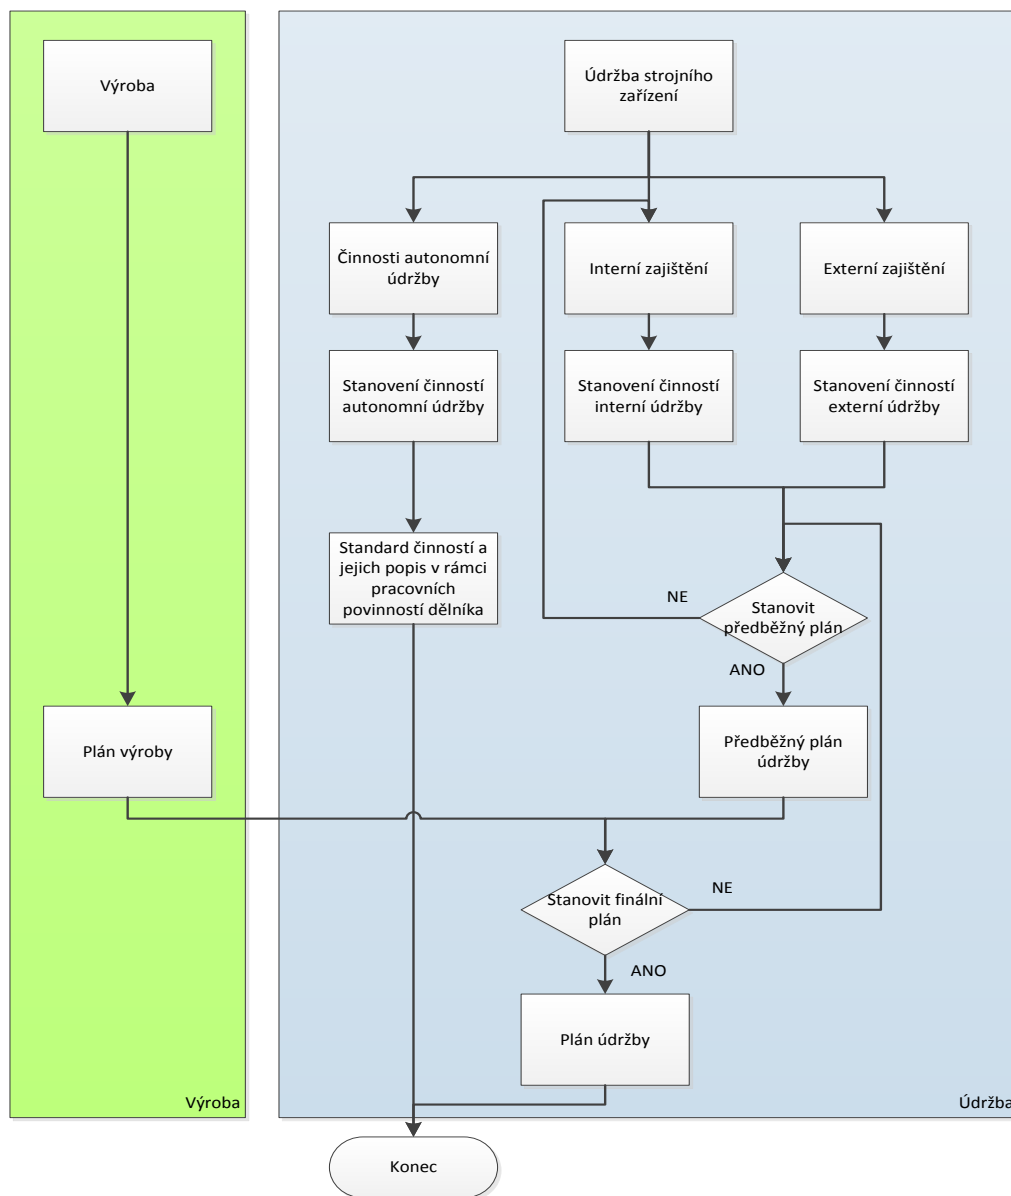 Výroba
Údržba strojního
zařízení
Činnosti autonomní
údržby
Interní zajištění
Externí zajištění
Stanovení činností
autonomní údržby
Stanovení činností
interní údržby
Stanovení činností
externí údržby
Standard činností a
jejich popis v rámci
pracovních
povinností dělníka
NE
Stanovit
předběžný plán
ANO
Plán výroby
Předběžný plán
údržby
Stanovit finální
plán
NE
ANO
Plán údržby
Výroba
Údržba
Konec